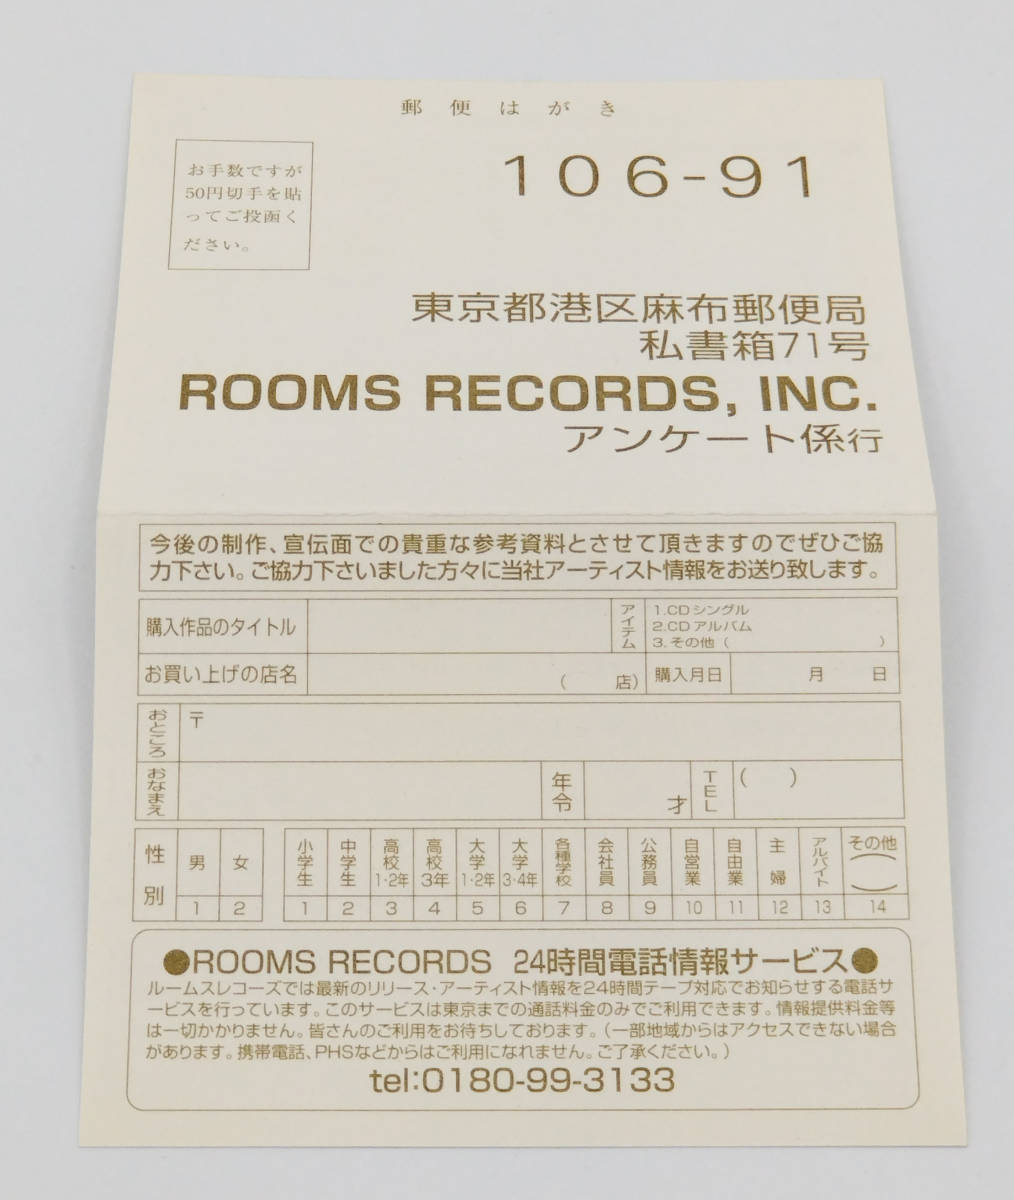 郵便はがき
お手数ですが
50円切手を貼
ってご投函く
ださい。
106-91
東京都港区麻布郵便局
私書箱71号
ROOMS RECORDS, INC.
アンケート係行
今後の制作、宣伝面での貴重な参考資料とさせて頂きますのでぜひご協
力下さい。ご協力下さいました方々に当社アーティスト情報をお送り致します。
購入作品のタイトル
アイテム
1.CDシングル
2.CDアルバム
3.その他（ ）
お買い上げの店名
（ 店）
購入月日
月 日
おところ
〒
おなまえ
年令
才
TEL
( )
性別
男 女
1 2
小学生 中学生 高校1・2年 高校3年 大学1・2年 大学3・4年 各種学校 会社員 公務員 自営業 自由業 主婦 アルバイト その他( )
1 2 3 4 5 6 7 8 9 10 11 12 13 14
●ROOMS RECORDS 24時間電話情報サービス●
ルームスレコーズでは最新のリリース・アーティスト情報を24時間テープ対応でお知らせする電話サ
ービスを行っています。このサービスは東京までの通話料金のみでご利用できます。情報提供料金等
は一切かかりません。皆さんのご利用をお待ちしております。（一部地域からはアクセスできない場合
があります。携帯電話、PHSなどからはご利用になれません。ご了承ください。）
tel:0180-99-3133